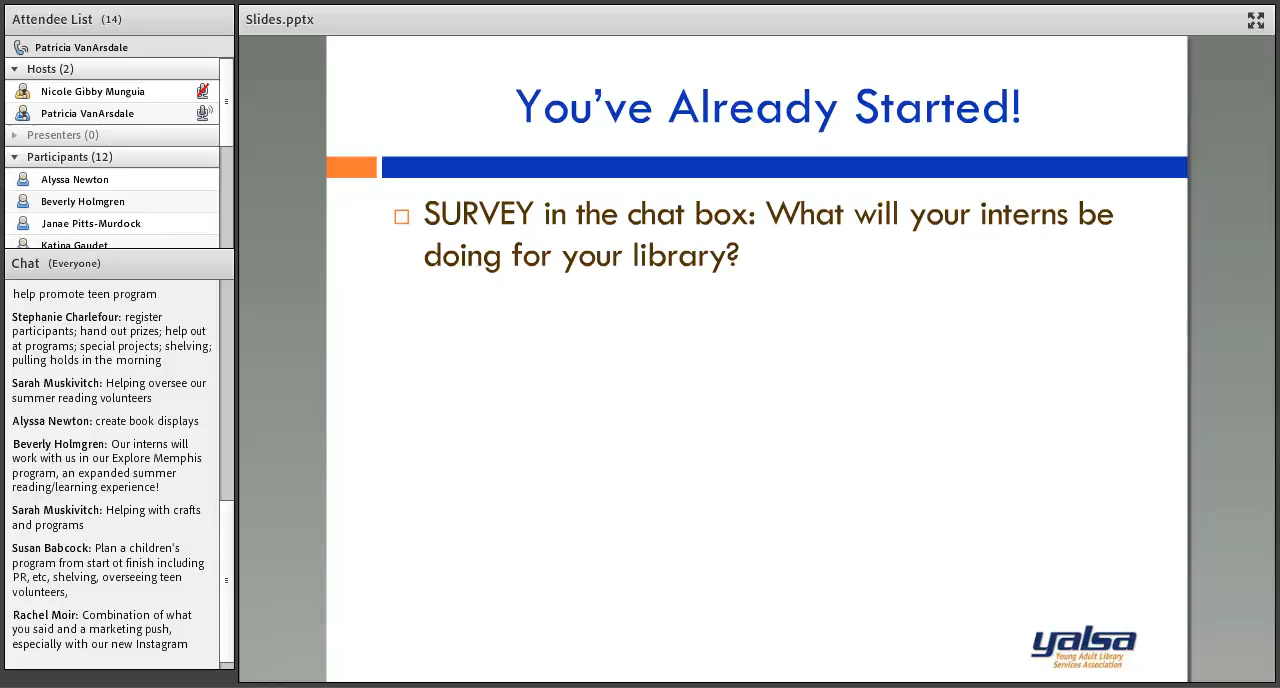 Attendee List (14)
Patricia VanArsdale
Hosts (2)
Nicole Gibby Munguia
Patricia VanArsdale
Presenters (0)
Participants (12)
Alyssa Newton
Beverly Holmgren
Janae Pitts-Murdock
Katina Gaudet
Chat (Everyone)
help promote teen program
Stephanie Charlefour: register
participants; hand out prizes; help out
at programs; special projects; shelving;
pulling holds in the morning
Sarah Muskivitch: Helping oversee our
summer reading volunteers
Alyssa Newton: create book displays
Beverly Holmgren: Our interns will
work with us in our Explore Memphis
program, an expanded summer
reading/learning experience!
Sarah Muskivitch: Helping with crafts
and programs
Susan Babcock: Plan a children's
program from start ot finish including
PR, etc, shelving, overseeing teen
volunteers,
Rachel Moir: Combination of what
you said and a marketing push,
especially with our new Instagram
Slides.pptx
You've Already Started!
SURVEY in the chat box: What will your interns be
doing for your library?
yalsa
Young Adult Library
Services Association